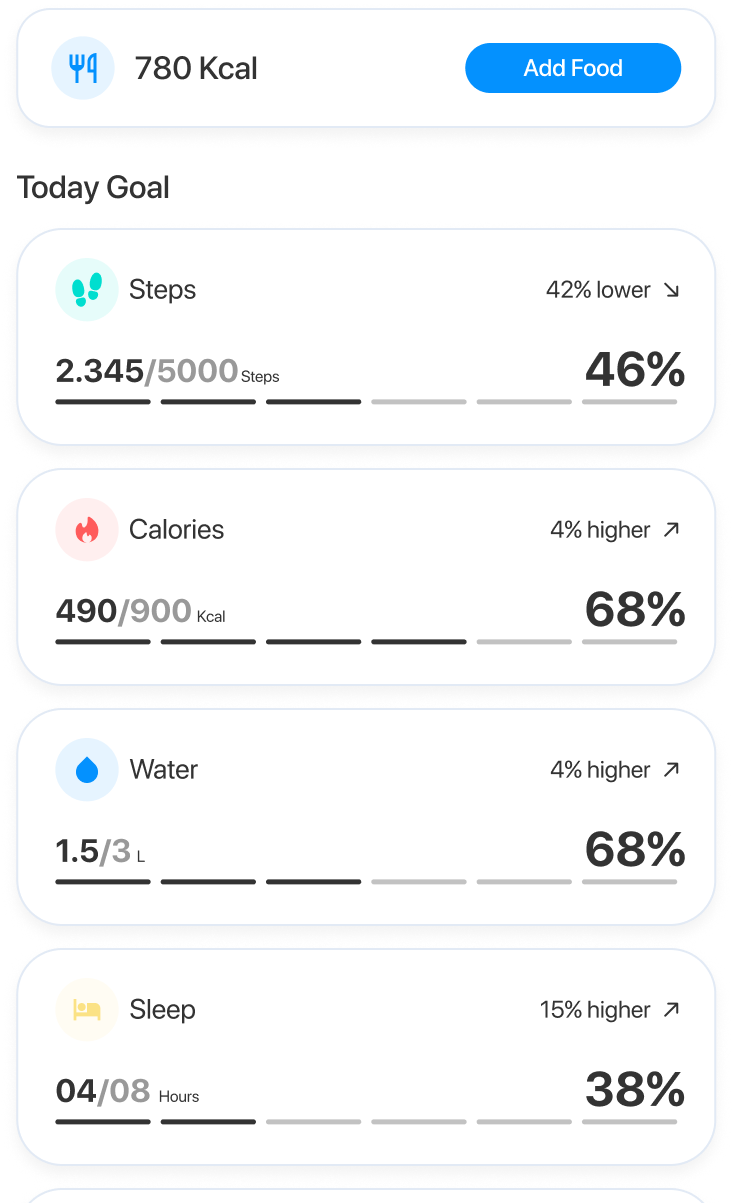 780 Kcal
Add Food
Today Goal
Steps
42% lower
2.345/5000 Steps
46%
Calories
4% higher
490/900 Kcal
68%
Water
4% higher
1.5/3 L
68%
Sleep
15% higher
04/08 Hours
38%